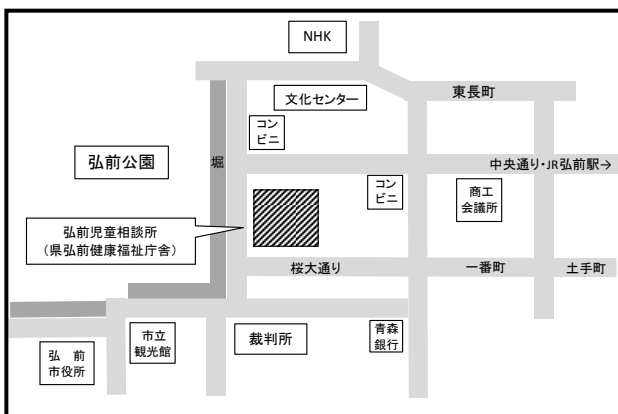 NHK
東長町
文化センター
コン
ビニ
弘前公園
堀
中央通り・JR弘前駅→
コン
ビニ
商工
会議所
弘前児童相談所
（県弘前健康福祉庁舎）
桜大通り
一番町
土手町
市立
観光館
裁判所
青森
銀行
弘　前
市役所